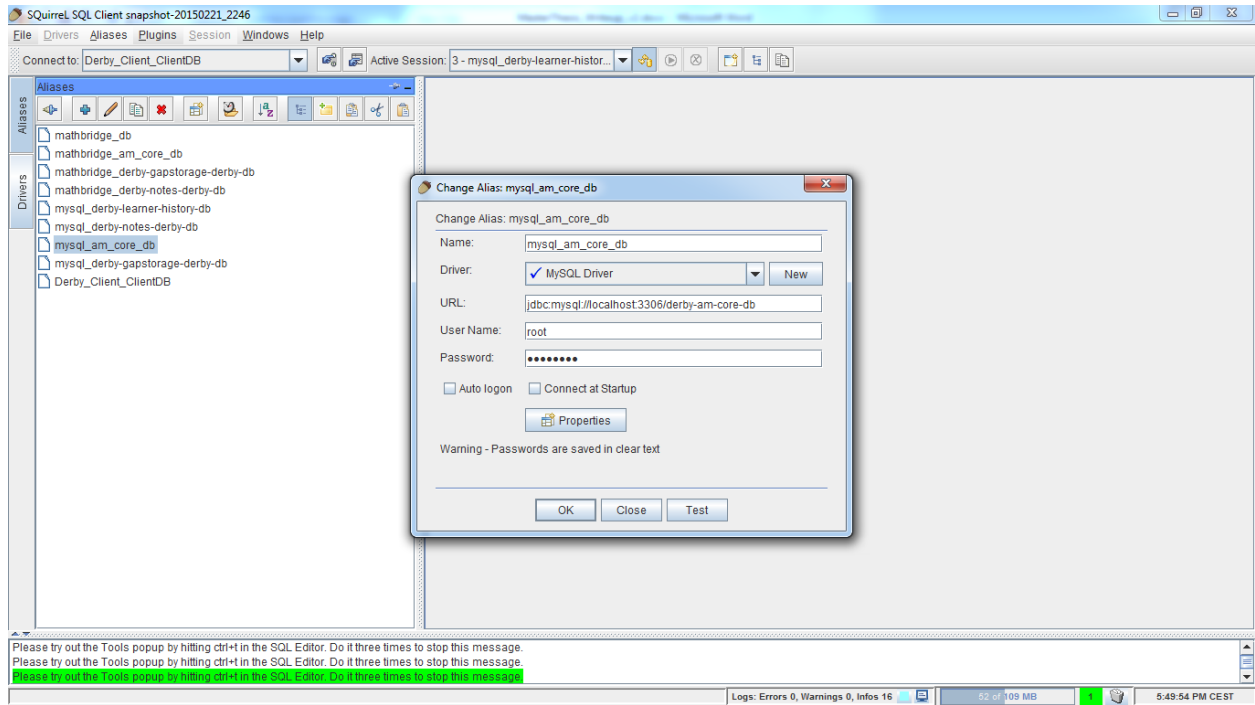 SQuirreL SQL Client snapshot-20150221_2246
File Drivers Aliases Plugins Session Windows Help
Connect to: Derby_Client_ClientDB
Active Session: 3 - mysql_derby-learner-histor...
Aliases
Aliases
Drivers
mathbridge_db
mathbridge_am_core_db
mathbridge_derby-gapstorage-derby-db
mathbridge_derby-notes-derby-db
mysql_derby-learner-history-db
mysql_derby-notes-derby-db
mysql_am_core_db
mysql_derby-gapstorage-derby-db
Derby_Client_ClientDB
Change Alias: mysql_am_core_db
Change Alias: mysql_am_core_db
Name: mysql_am_core_db
Driver: MySQL Driver New
URL: jdbc:mysql://localhost:3306/derby-am-core-db
User Name: root
Password: ●●●●●●●●
Auto logon Connect at Startup
Properties
Warning - Passwords are saved in clear text
OK Close Test
Please try out the Tools popup by hitting ctrl+t in the SQL Editor. Do it three times to stop this message.
Please try out the Tools popup by hitting ctrl+t in the SQL Editor. Do it three times to stop this message.
Please try out the Tools popup by hitting ctrl+t in the SQL Editor. Do it three times to stop this message.
Logs: Errors 0, Warnings 0, Infos 16 52 of 109 MB 1 5:49:54 PM CEST